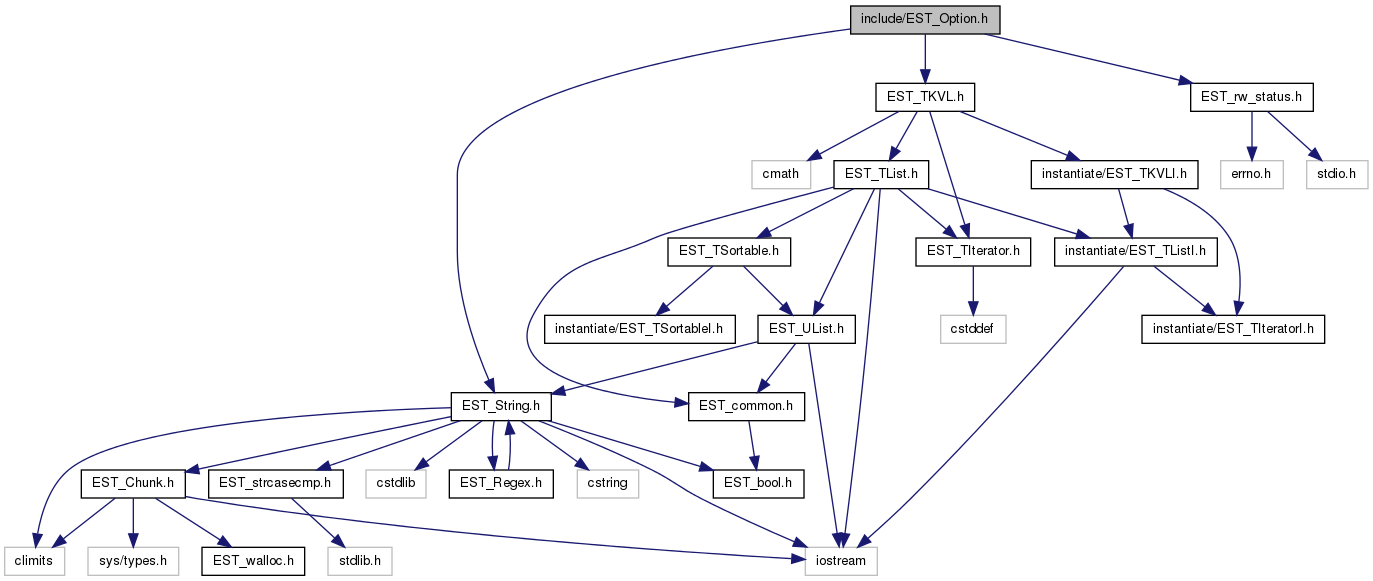 include/EST_Option.h
EST_TKVL.h
EST_rw_status.h
cmath
EST_TList.h
instantiate/EST_TKVLI.h
errno.h
stdio.h
EST_TSortable.h
EST_TIterator.h
instantiate/EST_TListI.h
instantiate/EST_TSortableI.h
EST_UList.h
cstddef
instantiate/EST_TIteratorI.h
EST_String.h
EST_common.h
EST_Chunk.h
EST_strcasecmp.h
cstdlib
EST_Regex.h
cstring
EST_bool.h
climits
sys/types.h
EST_walloc.h
stdlib.h
iostream